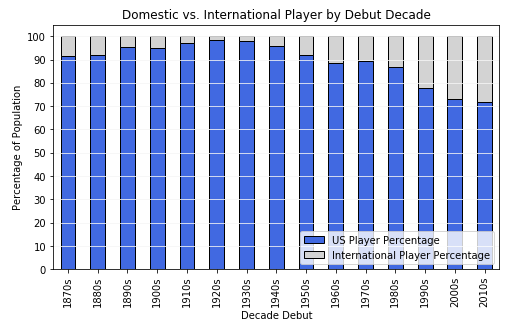 Domestic vs. International Player by Debut Decade
Percentage of Population
100
90
80
70
60
50
40
30
20
10
0
US Player Percentage
International Player Percentage
1870s
1880s
1890s
1900s
1910s
1920s
1930s
1940s
1950s
1960s
1970s
1980s
1990s
2000s
2010s
Decade Debut